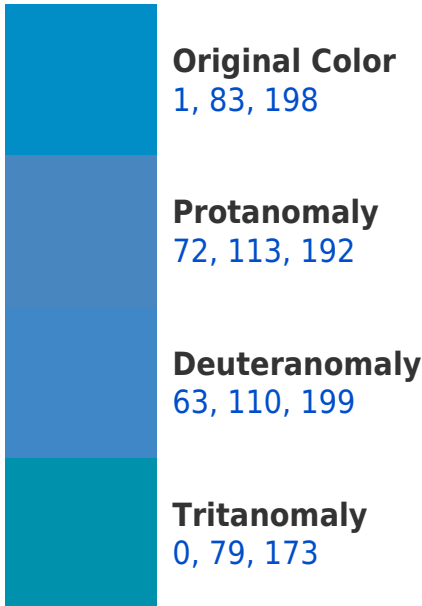 Original Color
1, 83, 198
Protanomaly
72, 113, 192
Deuteranomaly
63, 110, 199
Tritanomaly
0, 79, 173